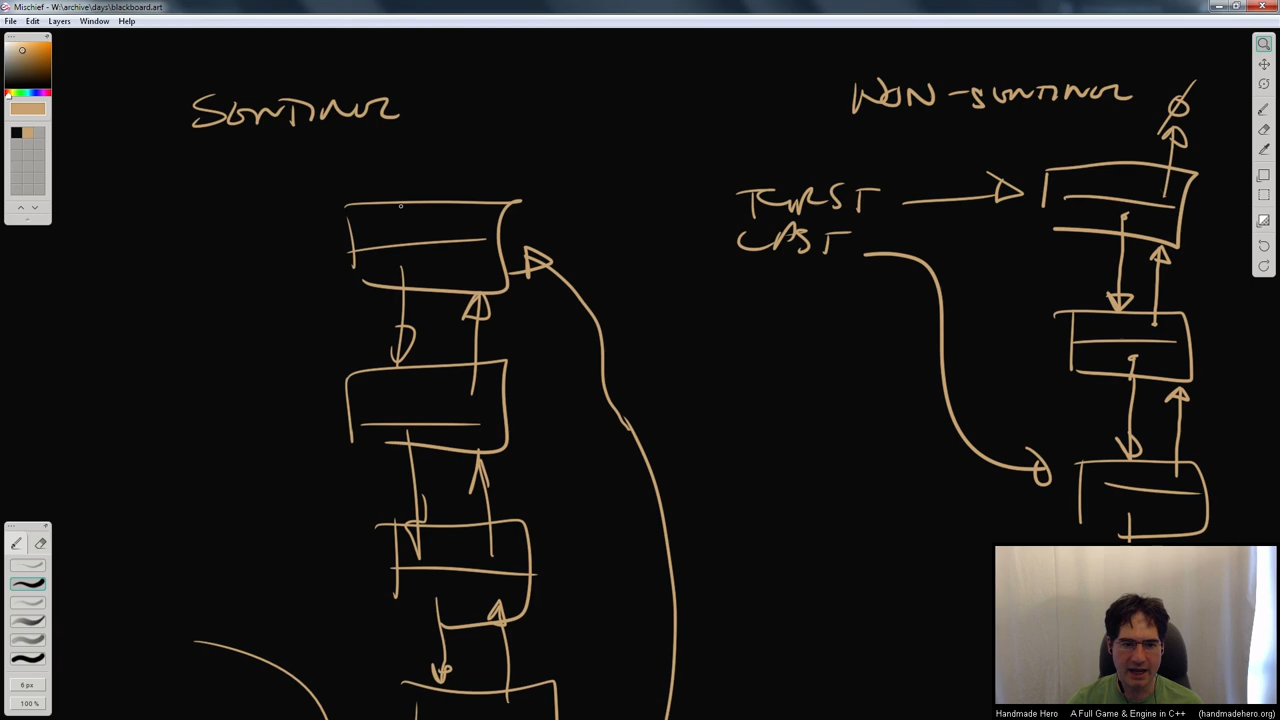 Mischief - W:\archive\days\blackboard.art
File Edit Layers Window Help
SENTINEL
NON-SENTINEL
FIRST
LAST
6 px
100 %
Handmade Hero A Full Game & Engine in C++ (handmadehero.org)